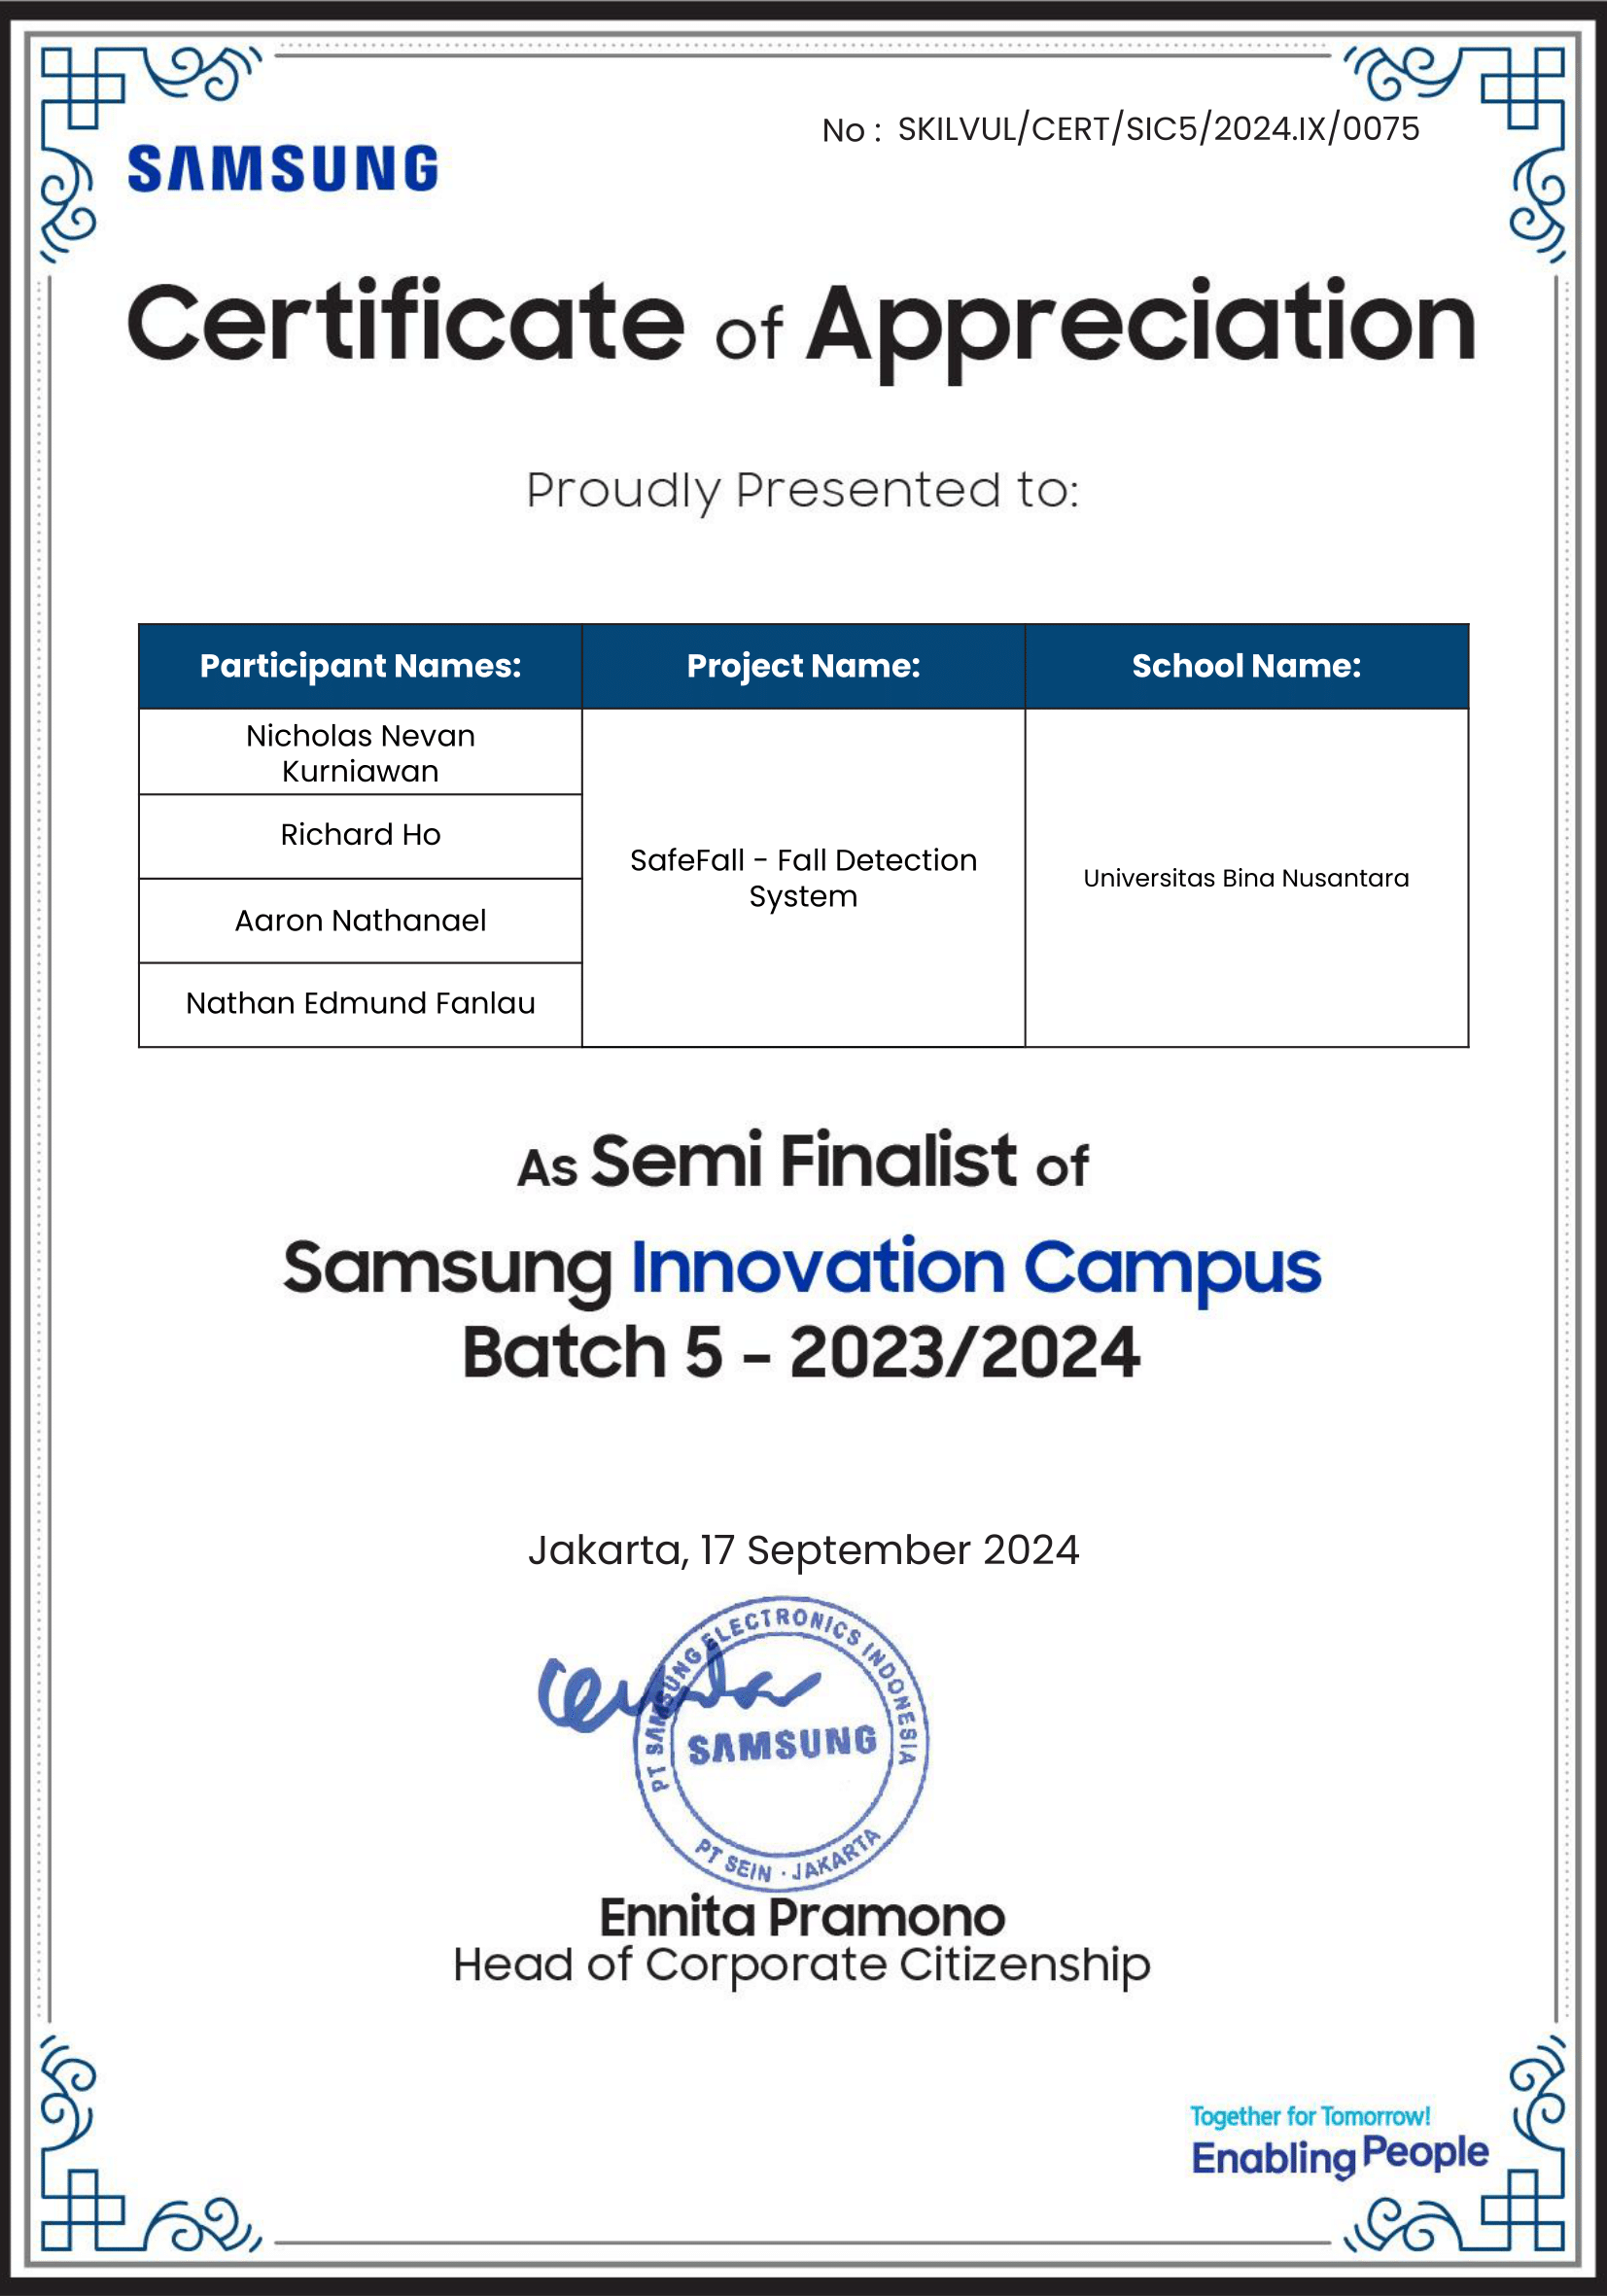 SAMSUNG
No : SKILVUL/CERT/SIC5/2024.IX/0075
Certificate of Appreciation
Proudly Presented to:
Participant Names:
Project Name:
School Name:
Nicholas Nevan
Kurniawan
Richard Ho
Aaron Nathanael
Nathan Edmund Fanlau
SafeFall - Fall Detection
System
Universitas Bina Nusantara
As Semi Finalist of
Samsung Innovation Campus
Batch 5 - 2023/2024
Jakarta, 17 September 2024
PT SAMSUNG ELECTRONICS INDONESIA
SAMSUNG
PT SEIN · JAKARTA
Ennita Pramono
Head of Corporate Citizenship
Together for Tomorrow!
Enabling People